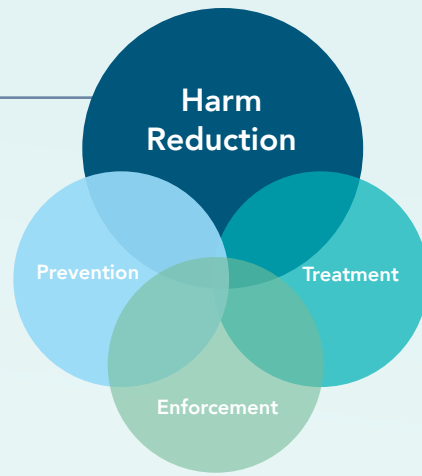 Harm
Reduction
Prevention
Treatment
Enforcement